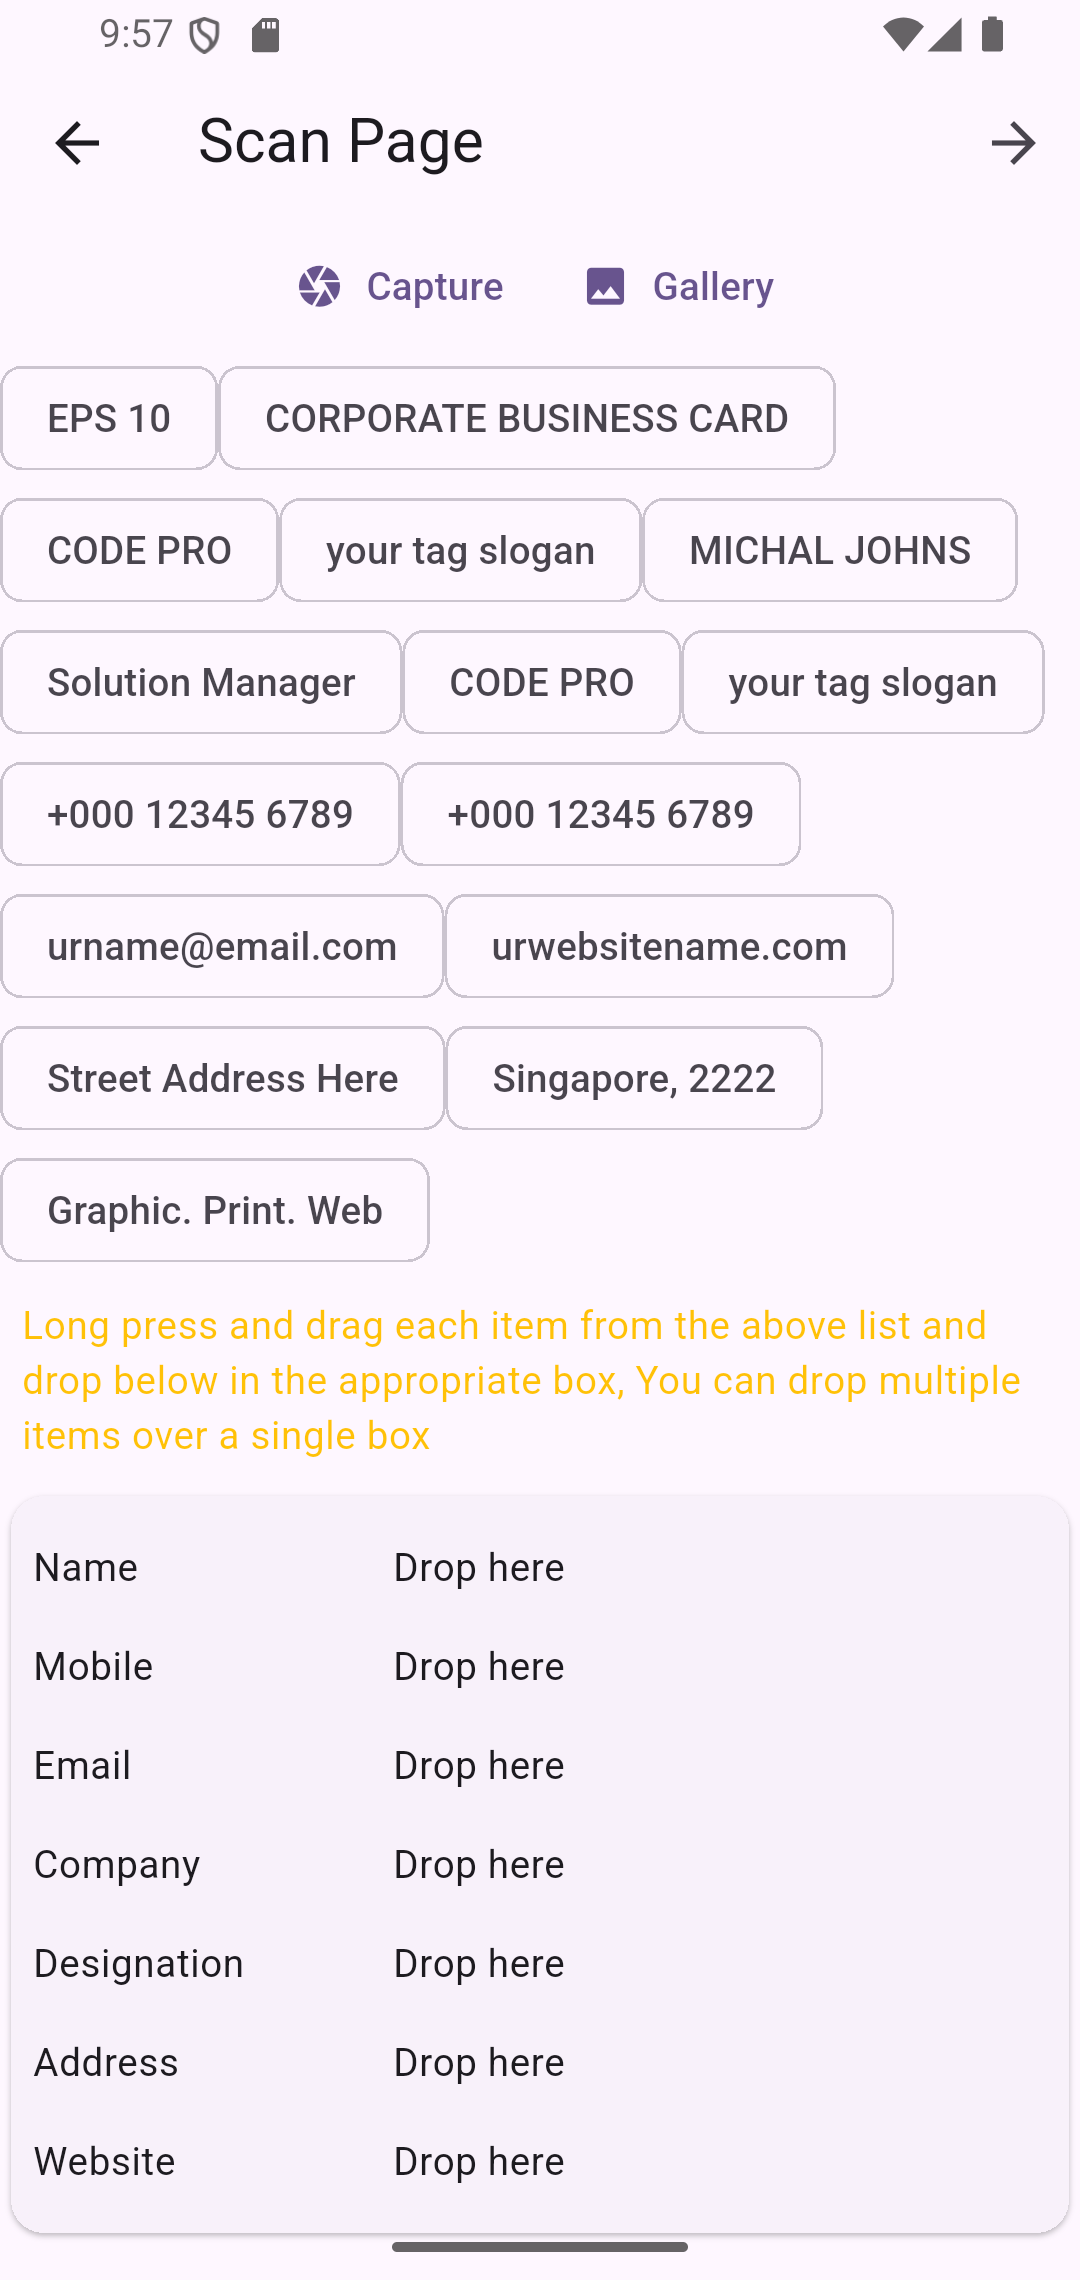 9:57
Scan Page
Capture Gallery
EPS 10 CORPORATE BUSINESS CARD
CODE PRO your tag slogan MICHAL JOHNS
Solution Manager CODE PRO your tag slogan
+000 12345 6789 +000 12345 6789
urname@email.com urwebsitename.com
Street Address Here Singapore, 2222
Graphic. Print. Web
Long press and drag each item from the above list and
drop below in the appropriate box, You can drop multiple
items over a single box
Name Drop here
Mobile Drop here
Email Drop here
Company Drop here
Designation Drop here
Address Drop here
Website Drop here